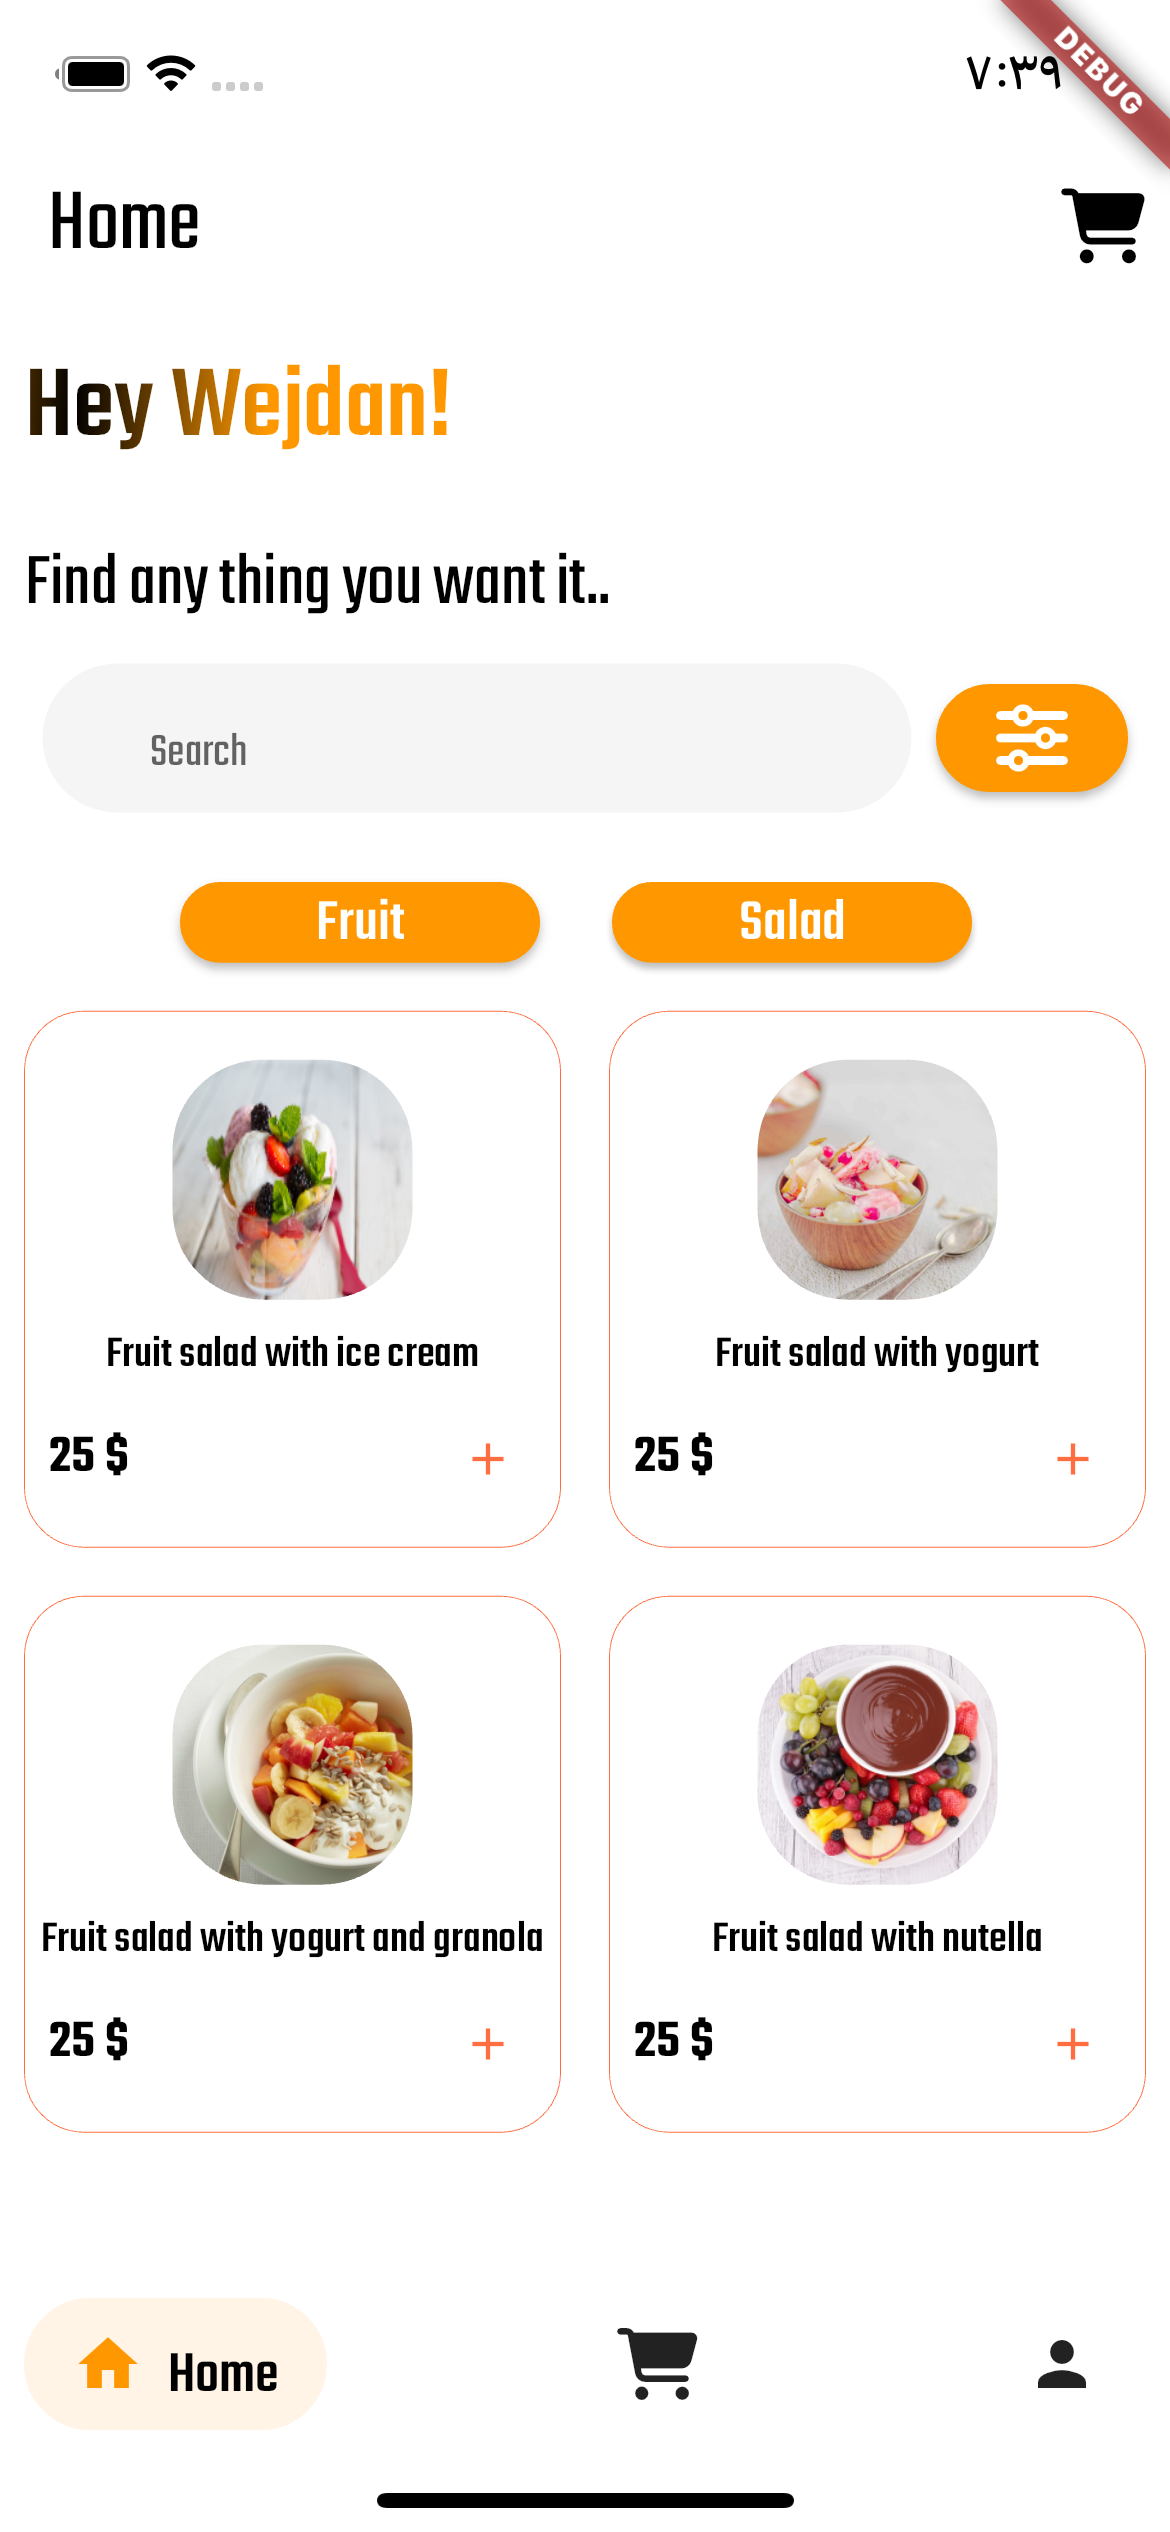 ٧:٣٩
DEBUG
Home
Hey Wejdan!
Find any thing you want it..
Search
Fruit
Salad
Fruit salad with ice cream
Fruit salad with yogurt
25 $ +
25 $ +
Fruit salad with yogurt and granola
Fruit salad with nutella
25 $ +
25 $ +
Home